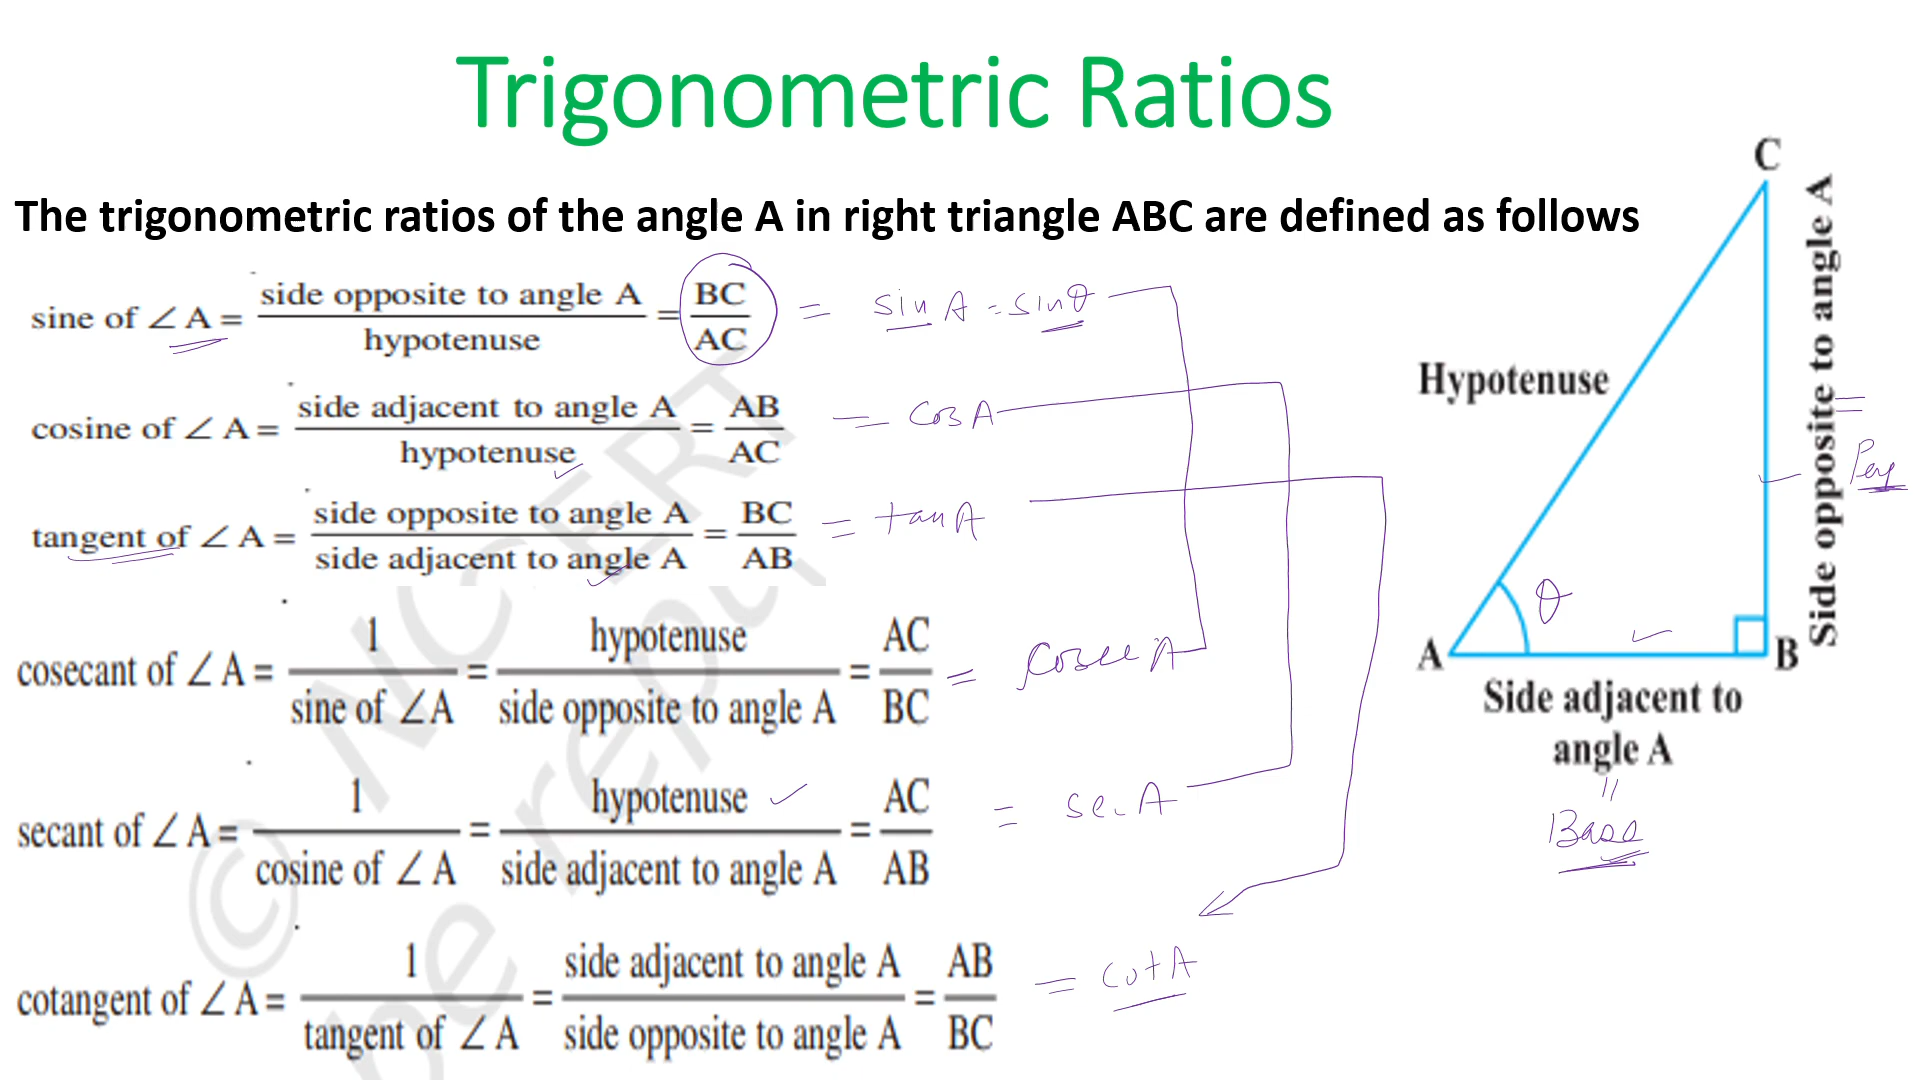 Trigonometric Ratios
The trigonometric ratios of the angle A in right triangle ABC are defined as follows
sine of ∠A = side opposite to angle A / hypotenuse = BC / AC = sin A = sin θ
cosine of ∠A = side adjacent to angle A / hypotenuse = AB / AC = cos A
tangent of ∠A = side opposite to angle A / side adjacent to angle A = BC / AB = tan A
cosecant of ∠A = 1 / sine of ∠A = hypotenuse / side opposite to angle A = AC / BC = cosec A
secant of ∠A = 1 / cosine of ∠A = hypotenuse / side adjacent to angle A = AC / AB = sec A
cotangent of ∠A = 1 / tangent of ∠A = side adjacent to angle A / side opposite to angle A = AB / BC = cot A
C
Hypotenuse
Side opposite to angle A
= Perp
θ
A
B
Side adjacent to
angle A
=
Base
© NCERT
be repu